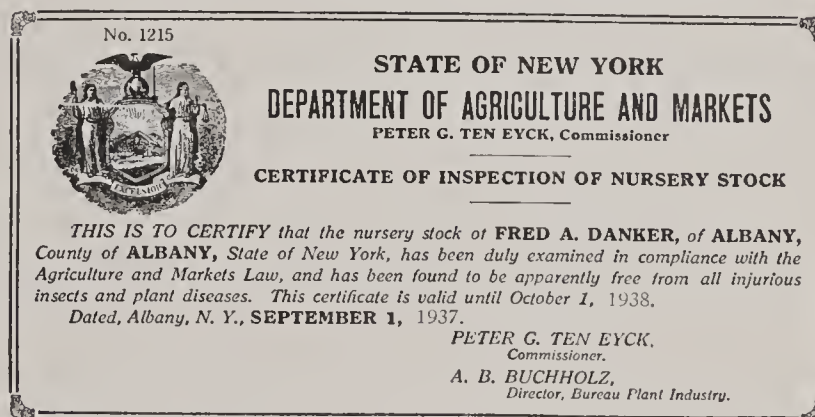 No. 1215
EXCELSIOR
STATE OF NEW YORK
DEPARTMENT OF AGRICULTURE AND MARKETS
PETER G. TEN EYCK, Commissioner
CERTIFICATE OF INSPECTION OF NURSERY STOCK
THIS IS TO CERTIFY that the nursery stock of FRED A. DANKER, of ALBANY,
County of ALBANY, State of New York, has been duly examined in compliance with the
Agriculture and Markets Law, and has been found to be apparently free from all injurious
insects and plant diseases. This certificate is valid until October 1, 1938.
Dated, Albany, N. Y., SEPTEMBER 1, 1937.
PETER G. TEN EYCK,
Commissioner.
A. B. BUCHHOLZ,
Director, Bureau Plant Industry.